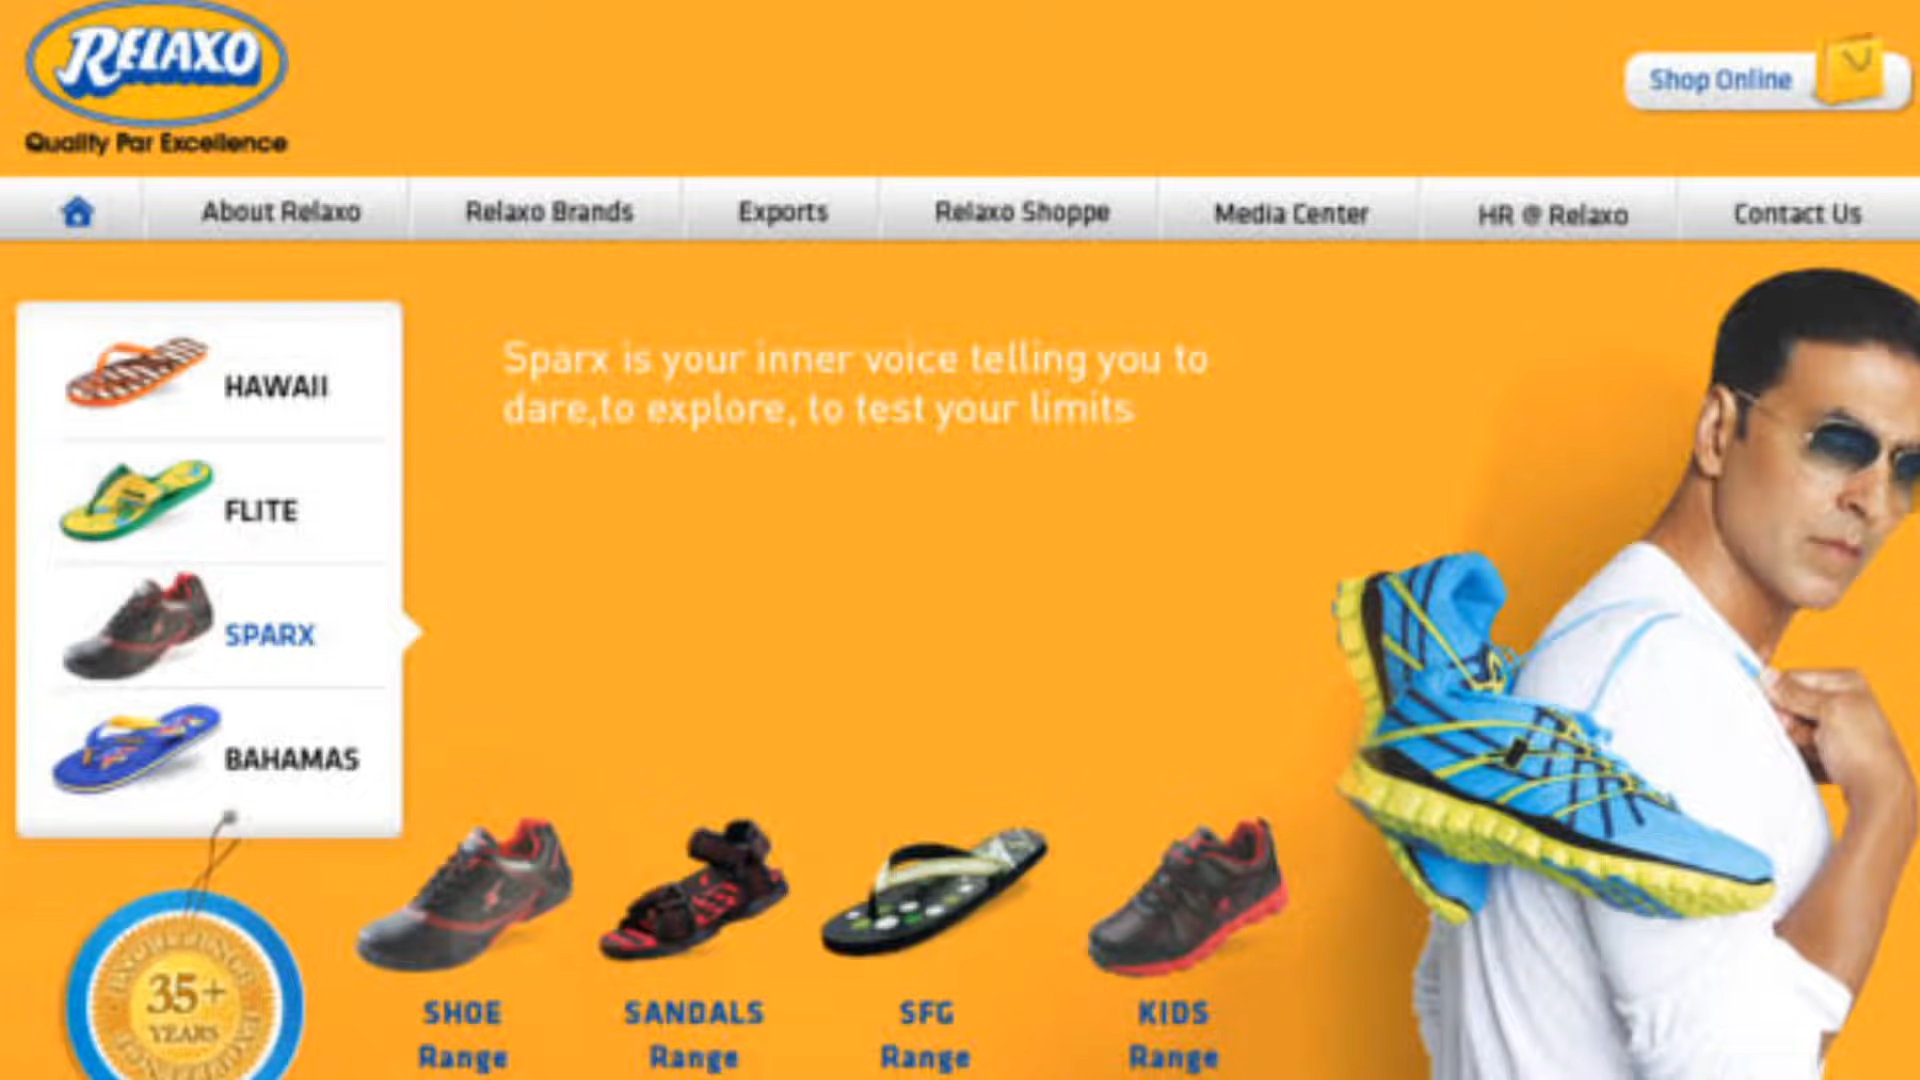 RELAXO
Quality Par Excellence
Shop Online
About Relaxo
Relaxo Brands
Exports
Relaxo Shoppe
Media Center
HR @ Relaxo
Contact Us
HAWAII
FLITE
SPARX
BAHAMAS
Sparx is your inner voice telling you to
dare,to explore, to test your limits
35+
YEARS
SHOE
Range
SANDALS
Range
SFG
Range
KIDS
Range